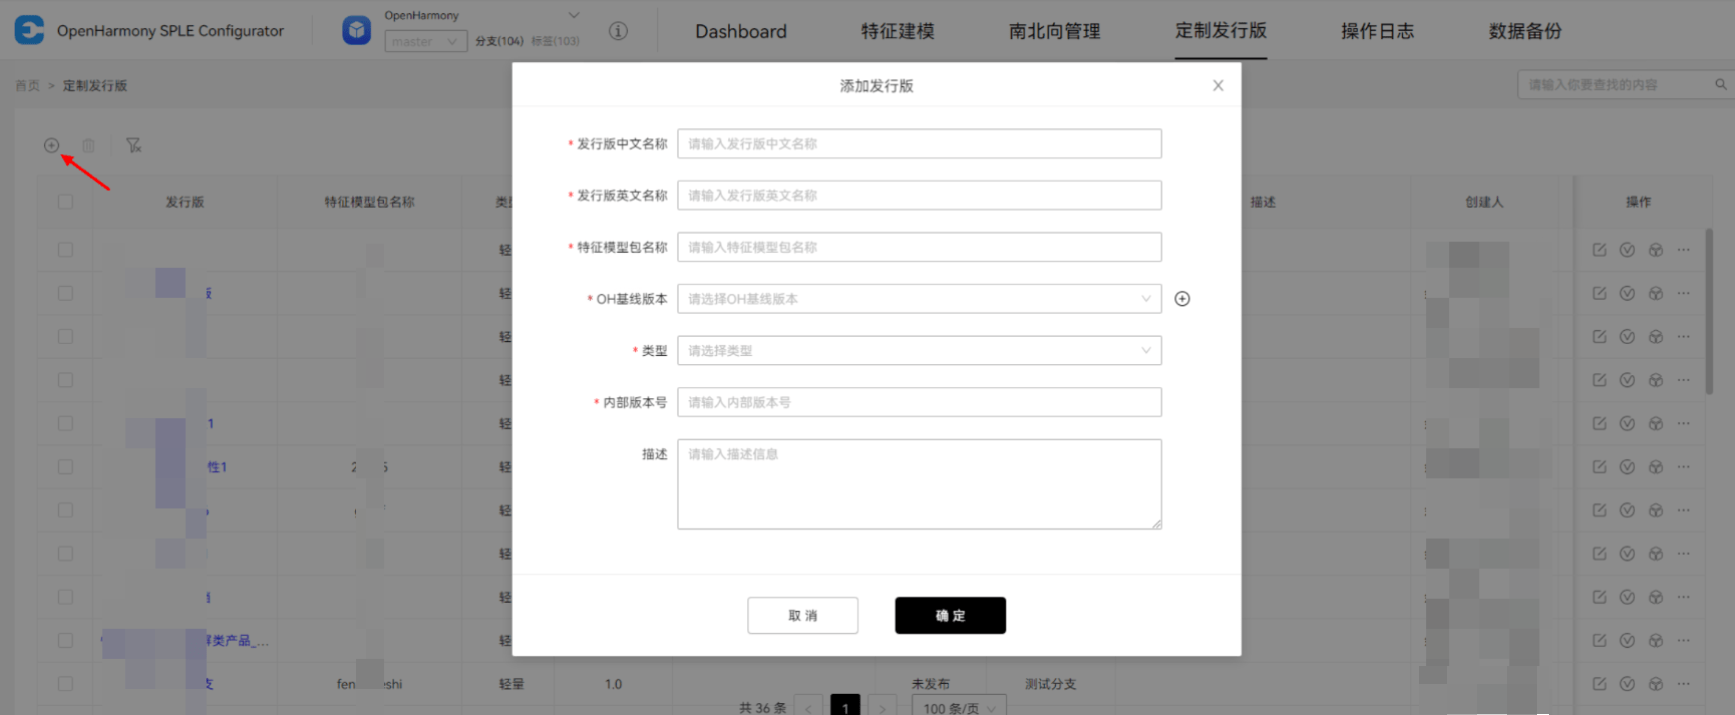 OpenHarmony SPLE Configurator
OpenHarmony
master
分支(104) 标签(103)
Dashboard
特征建模
南北向管理
定制发行版
操作日志
数据备份
首页 > 定制发行版
请输入你要查找的内容
添加发行版
* 发行版中文名称
请输入发行版中文名称
* 发行版英文名称
请输入发行版英文名称
* 特征模型包名称
请输入特征模型包名称
* OH基线版本
请选择OH基线版本
* 类型
请选择类型
* 内部版本号
请输入内部版本号
描述
请输入描述信息
取消
确定
发行版
特征模型包名称
描述
创建人
操作
轻
轻
轻
轻
1
轻
性1
轻
轻
轻
轻
屏类产品_...
轻
支
轻量
1.0
未发布
测试分支
共 36 条
< 1 >
100 条/页